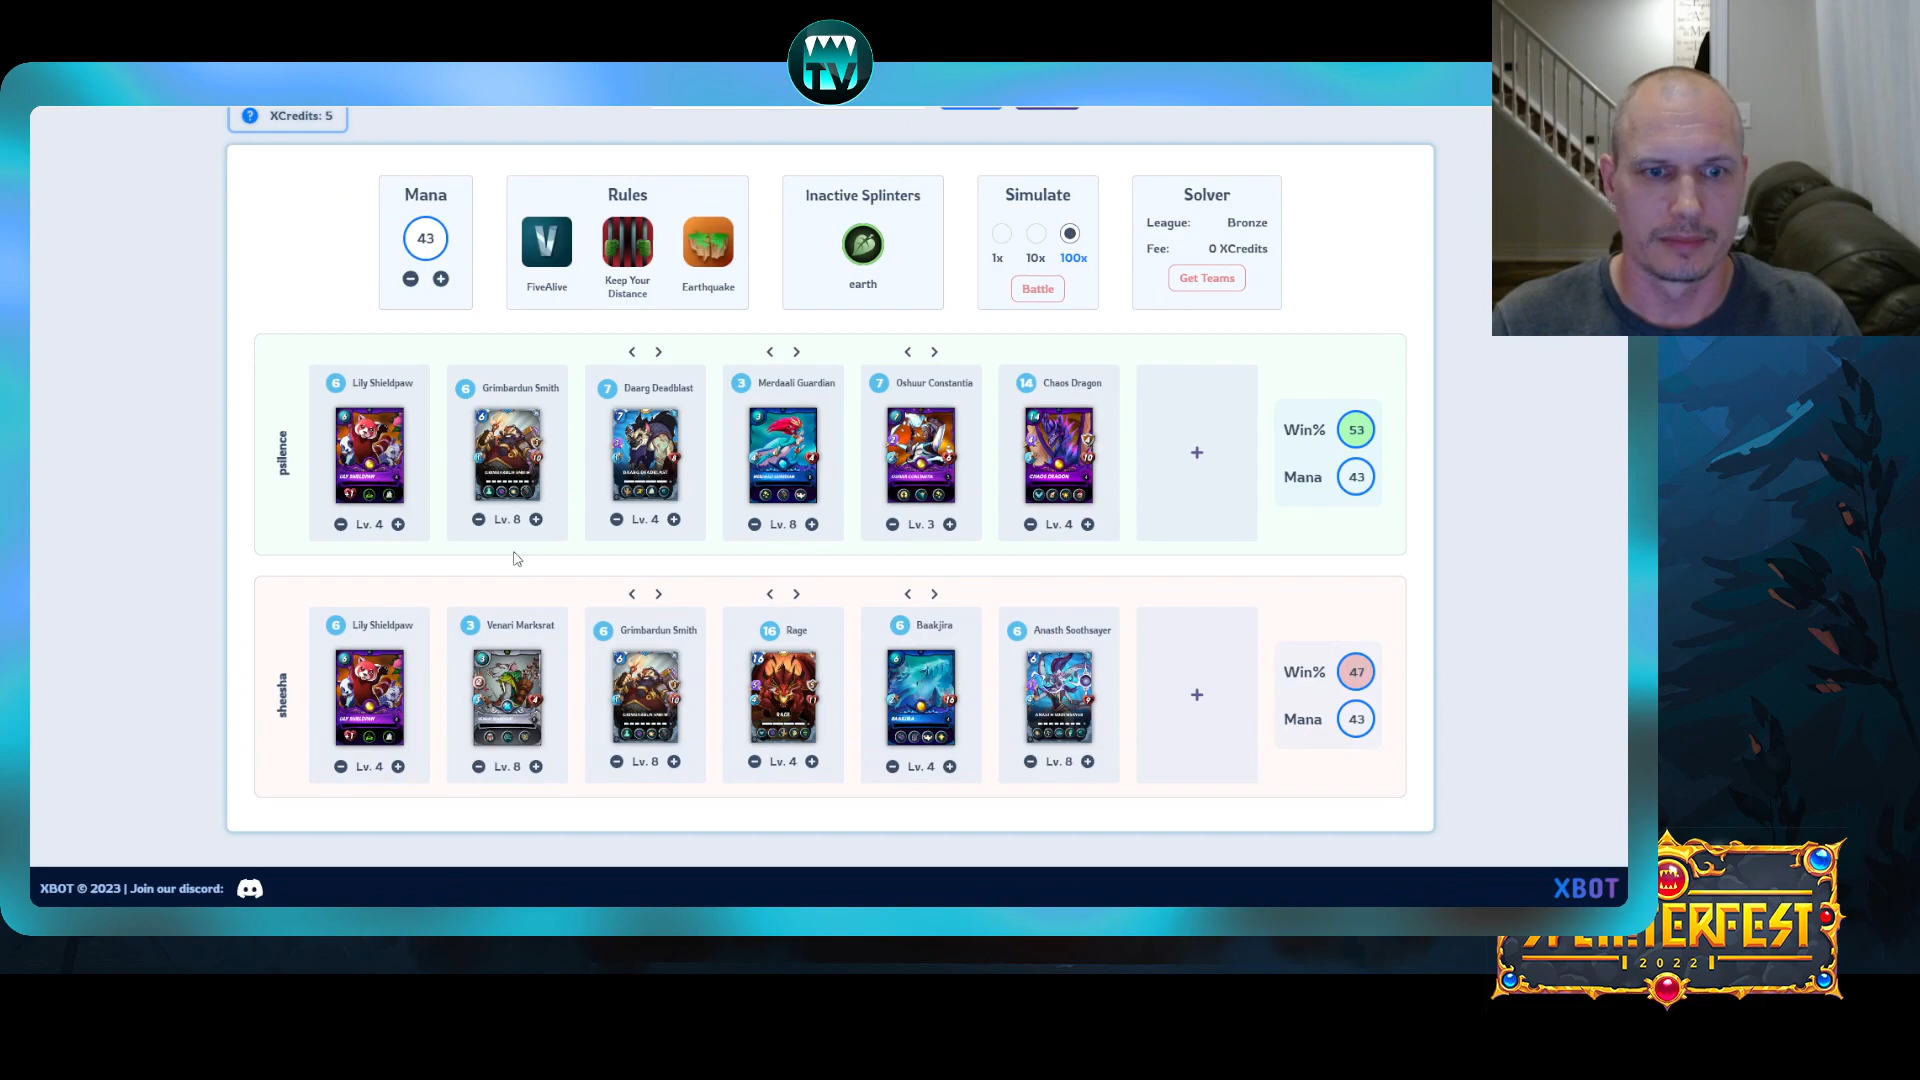 TV
? XCredits: 5
Mana
43
Rules
V
FiveAlive
Keep Your
Distance
Earthquake
Inactive Splinters
earth
Simulate
1x 10x 100x
Battle
Solver
League: Bronze
Fee: 0 XCredits
Get Teams
psilence
6 Lily Shieldpaw
Lv. 4
6 Grimbardun Smith
Lv. 8
7 Daarg Deadblast
Lv. 4
3 Merdaali Guardian
Lv. 8
7 Oshuur Constantia
Lv. 3
14 Chaos Dragon
Lv. 4
Win% 53
Mana 43
sheesha
6 Lily Shieldpaw
Lv. 4
3 Venari Marksrat
Lv. 8
6 Grimbardun Smith
Lv. 8
16 Rage
Lv. 4
6 Baakjira
Lv. 4
6 Anasth Soothsayer
Lv. 8
Win% 47
Mana 43
XBOT © 2023 | Join our discord:
XBOT
2022